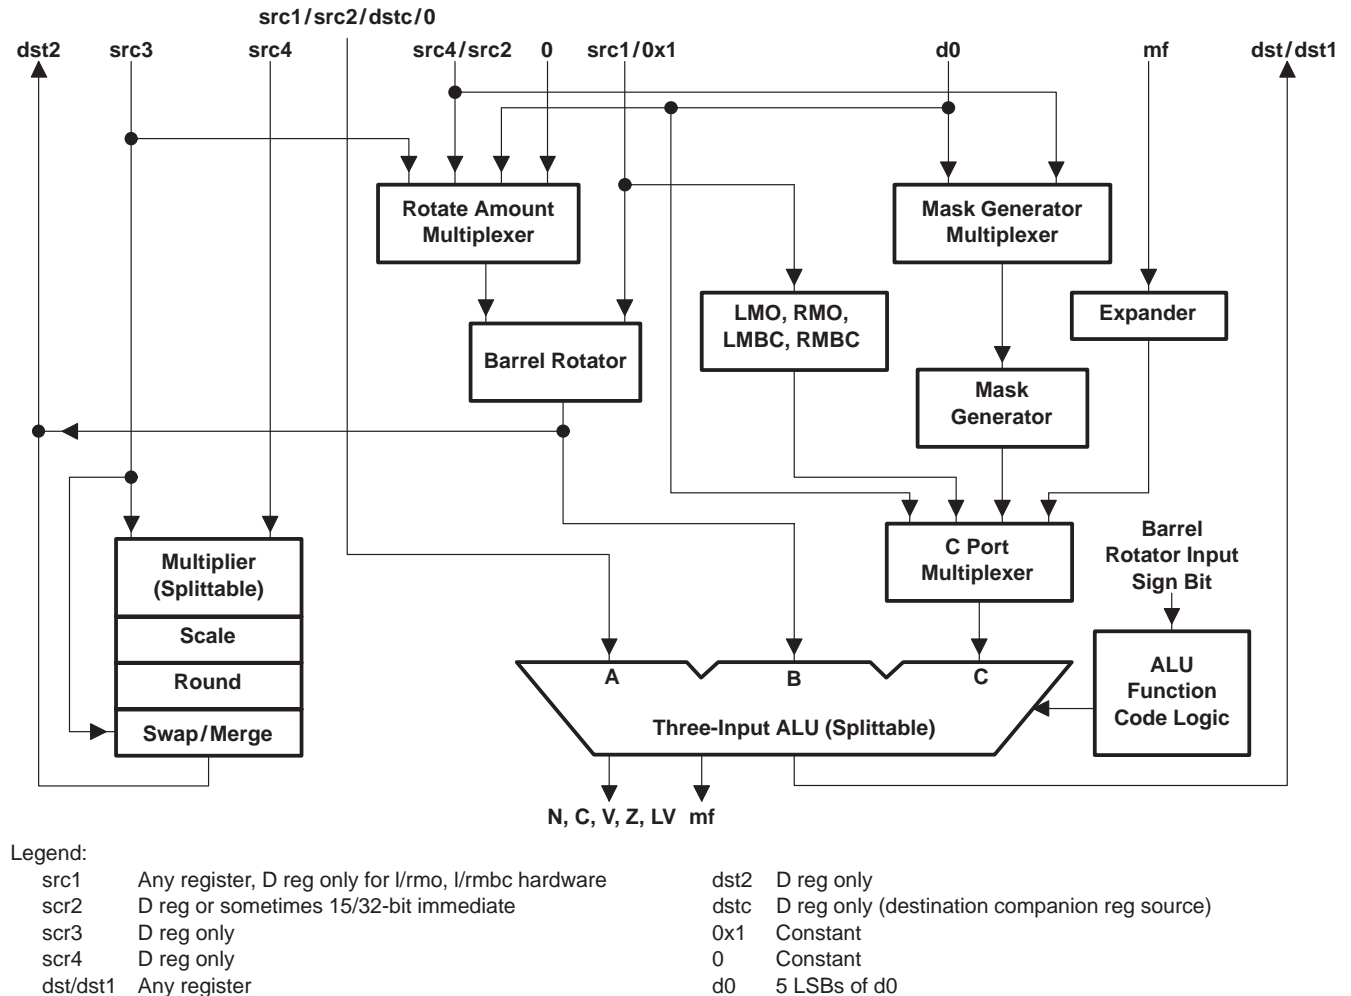 src1/src2/dstc/0
dst2 src3 src4 src4/src2 0 src1/0x1 d0 mf dst/dst1
Rotate Amount
Multiplexer
Mask Generator
Multiplexer
LMO, RMO,
LMBC, RMBC
Expander
Barrel Rotator
Mask
Generator
Multiplier
(Splittable)
Scale
Round
Swap/Merge
C Port
Multiplexer
Barrel
Rotator Input
Sign Bit
A B C
Three-Input ALU (Splittable)
ALU
Function
Code Logic
N, C, V, Z, LV mf
Legend:
src1 Any register, D reg only for l/rmo, l/rmbc hardware
scr2 D reg or sometimes 15/32-bit immediate
scr3 D reg only
scr4 D reg only
dst/dst1 Any register
dst2 D reg only
dstc D reg only (destination companion reg source)
0x1 Constant
0 Constant
d0 5 LSBs of d0